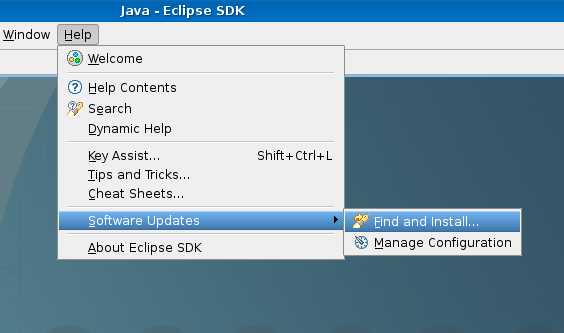 Java - Eclipse SDK
Window Help
Welcome
Help Contents
Search
Dynamic Help
Key Assist... Shift+Ctrl+L
Tips and Tricks...
Cheat Sheets...
Software Updates Find and Install...
Manage Configuration
About Eclipse SDK